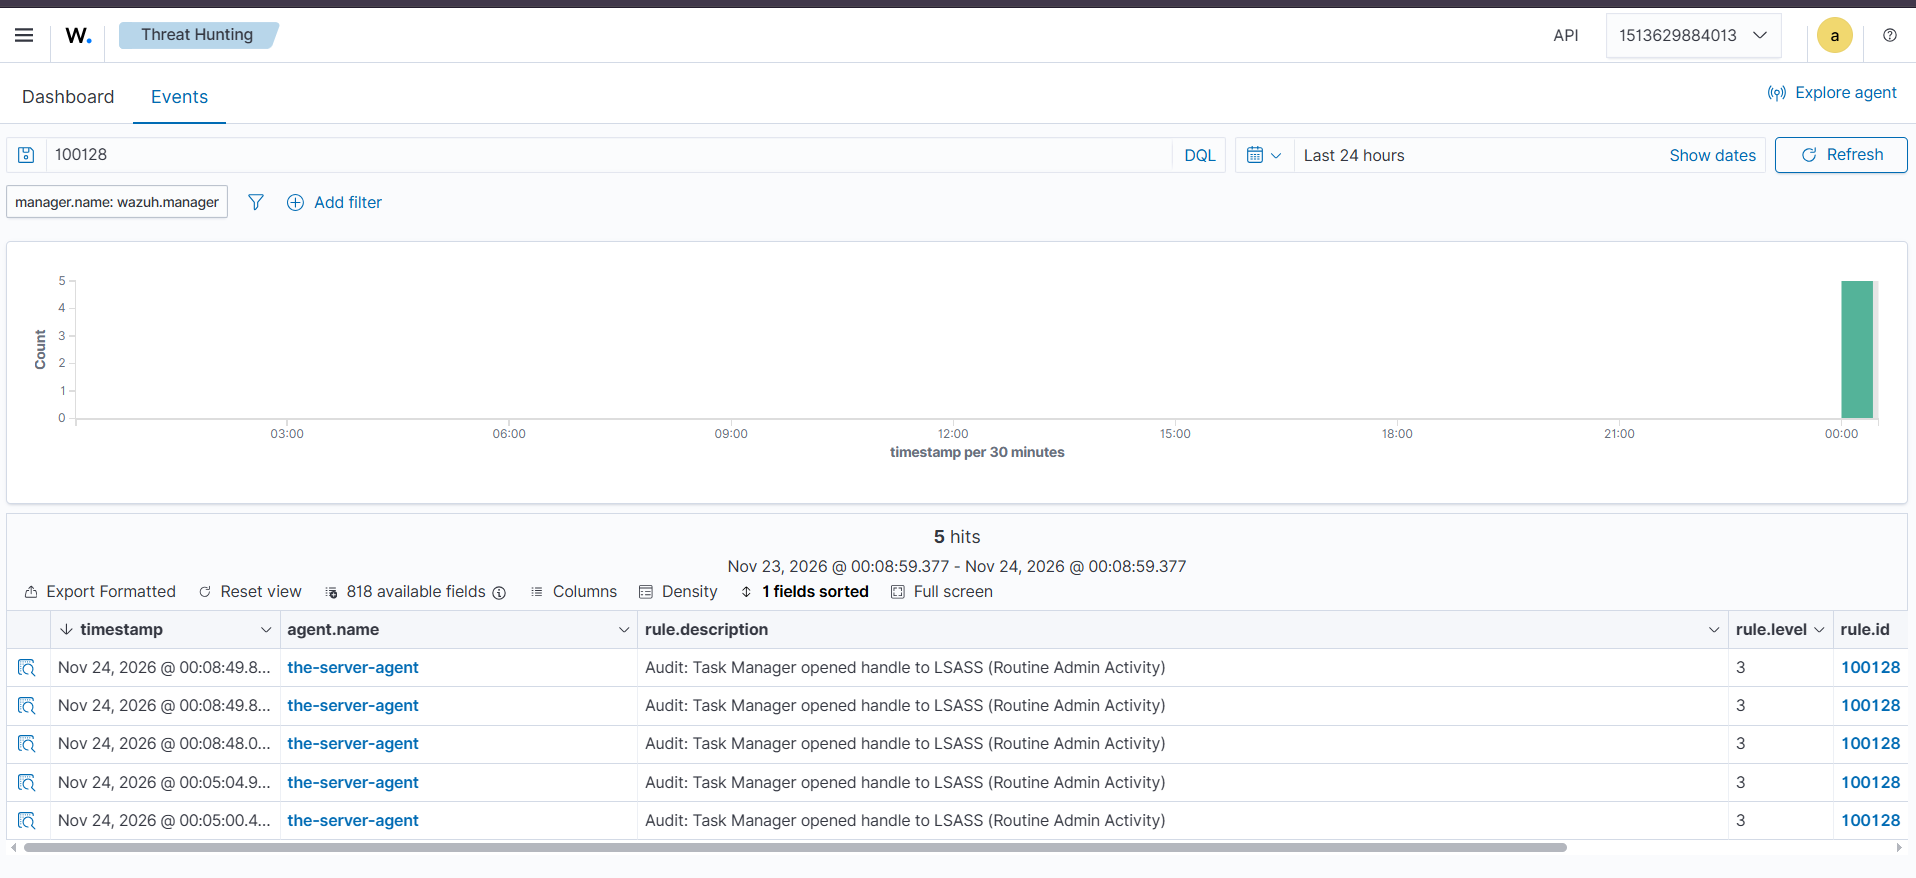 W. Threat Hunting API 1513629884013 a
Dashboard Events Explore agent
100128 DQL Last 24 hours Show dates Refresh
manager.name: wazuh.manager Add filter
5
4
3
2
1
0
Count
03:00 06:00 09:00 12:00 15:00 18:00 21:00 00:00
timestamp per 30 minutes
5 hits
Nov 23, 2026 @ 00:08:59.377 - Nov 24, 2026 @ 00:08:59.377
Export Formatted Reset view 818 available fields Columns Density 1 fields sorted Full screen
timestamp agent.name rule.description rule.level rule.id
Nov 24, 2026 @ 00:08:49.8... the-server-agent Audit: Task Manager opened handle to LSASS (Routine Admin Activity) 3 100128
Nov 24, 2026 @ 00:08:49.8... the-server-agent Audit: Task Manager opened handle to LSASS (Routine Admin Activity) 3 100128
Nov 24, 2026 @ 00:08:48.0... the-server-agent Audit: Task Manager opened handle to LSASS (Routine Admin Activity) 3 100128
Nov 24, 2026 @ 00:05:04.9... the-server-agent Audit: Task Manager opened handle to LSASS (Routine Admin Activity) 3 100128
Nov 24, 2026 @ 00:05:00.4... the-server-agent Audit: Task Manager opened handle to LSASS (Routine Admin Activity) 3 100128